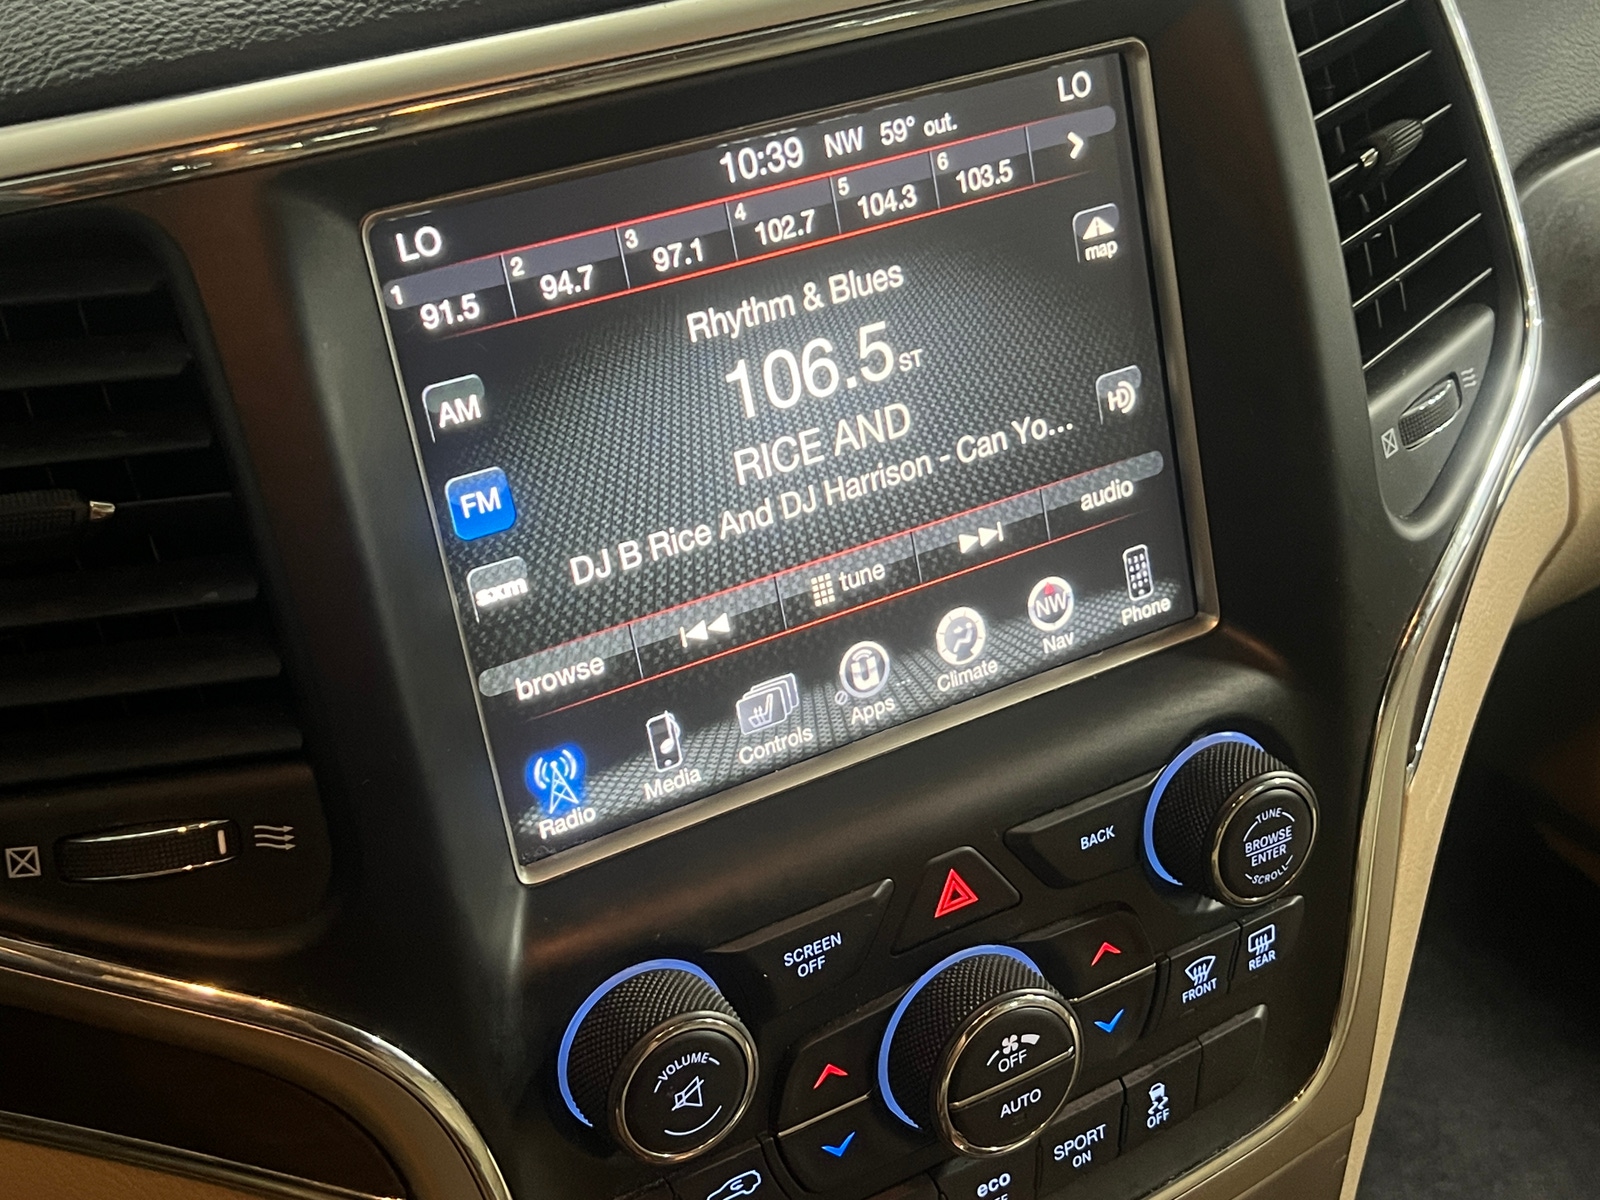 LO
10:39 NW 59° out.
LO
1 91.5
2 94.7
3 97.1
4 102.7
5 104.3
6 103.5
map
Rhythm & Blues
106.5 ST
RICE AND
DJ B Rice And DJ Harrison - Can Yo...
AM
FM
sxm
HD
browse
tune
audio
Radio
Media
Controls
Apps
Climate
NW
Nav
Phone
BACK
TUNE
BROWSE
ENTER
SCROLL
SCREEN
OFF
FRONT
REAR
VOLUME
OFF
AUTO
OFF
SPORT
ON
eco